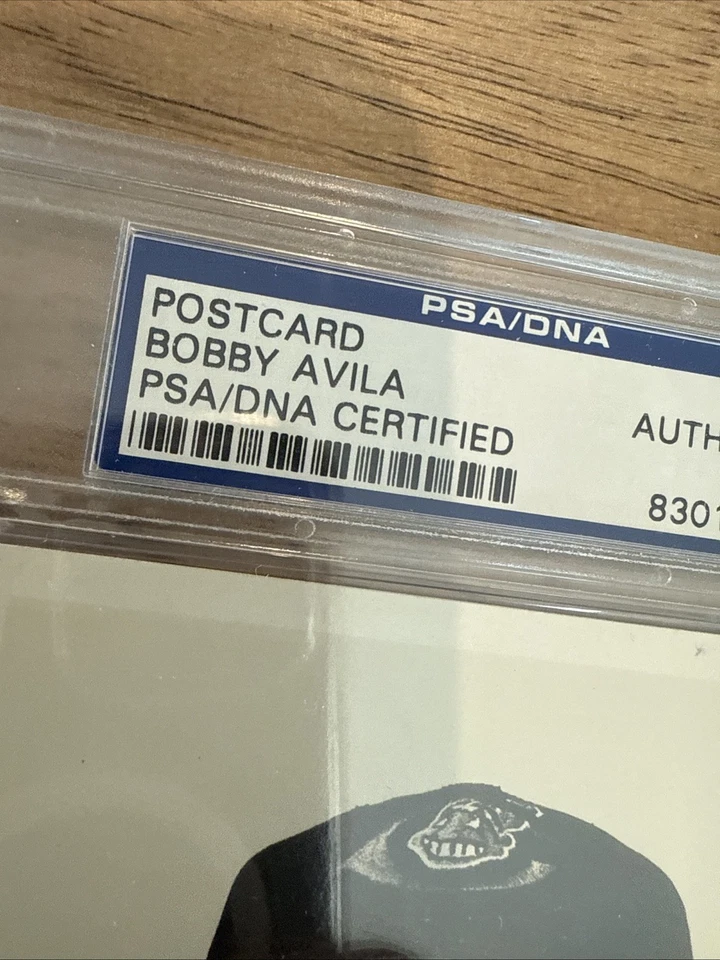 PSA/DNA
POSTCARD
BOBBY AVILA
PSA/DNA CERTIFIED
AUTH
8301